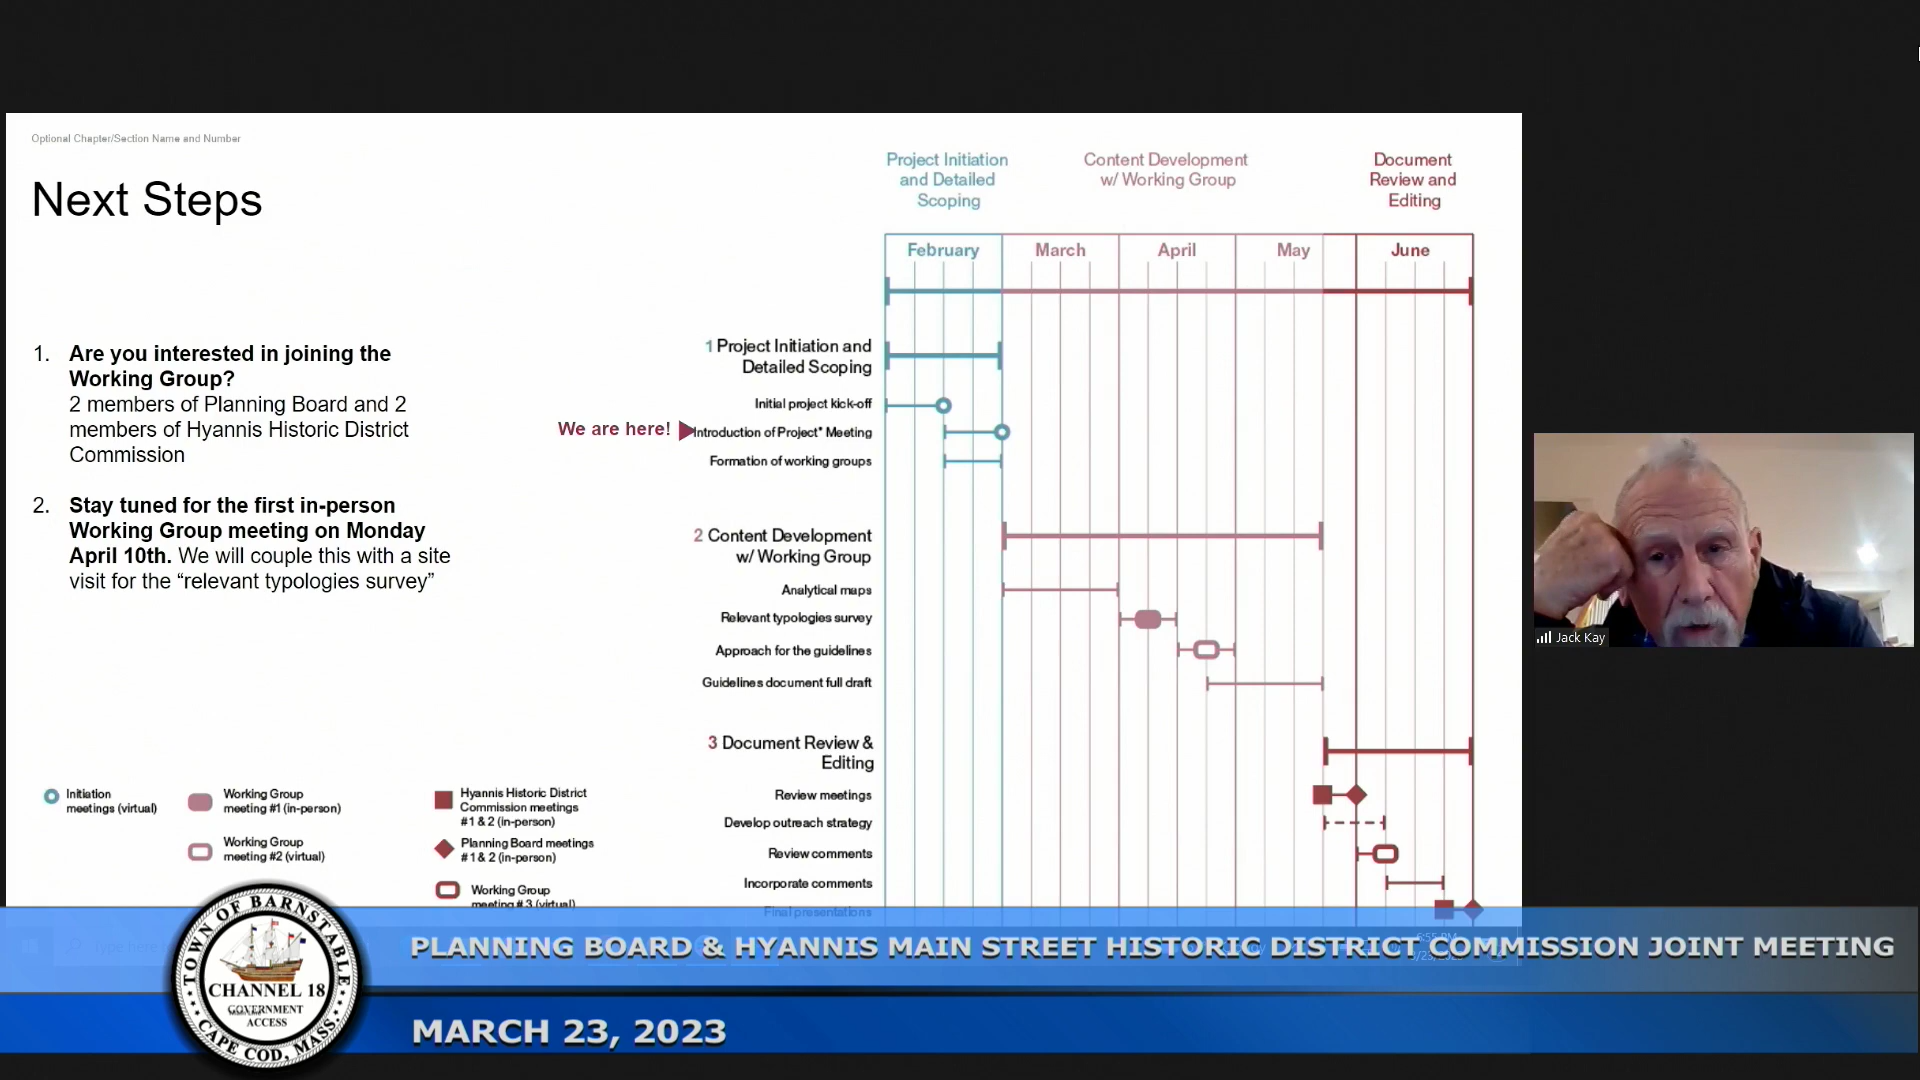 Optional Chapter/Section Name and Number
Next Steps
1. Are you interested in joining the
Working Group?
2 members of Planning Board and 2
members of Hyannis Historic District
Commission
2. Stay tuned for the first in-person
Working Group meeting on Monday
April 10th. We will couple this with a site
visit for the “relevant typologies survey”
Project Initiation
and Detailed
Scoping
Content Development
w/ Working Group
Document
Review and
Editing
February
March
April
May
June
1 Project Initiation and
Detailed Scoping
Initial project kick-off
We are here!
Introduction of Project" Meeting
Formation of working groups
2 Content Development
w/ Working Group
Analytical maps
Relevant typologies survey
Approach for the guidelines
Guidelines document full draft
3 Document Review &
Editing
Review meetings
Develop outreach strategy
Review comments
Incorporate comments
Final presentations
Initiation
meetings (virtual)
Working Group
meeting #1 (in-person)
Working Group
meeting #2 (virtual)
Hyannis Historic District
Commission meetings
#1 & 2 (in-person)
Planning Board meetings
#1 & 2 (in-person)
Working Group
meeting #3 (virtual)
Jack Kay
TOWN OF BARNSTABLE
CHANNEL 18
GOVERNMENT
ACCESS
CAPE COD, MASS.
PLANNING BOARD & HYANNIS MAIN STREET HISTORIC DISTRICT COMMISSION JOINT MEETING
MARCH 23, 2023